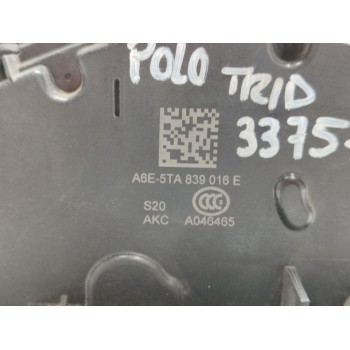 POLO TRID
3375-
A6E-5TA 839 016 E
S20
AKC A046465